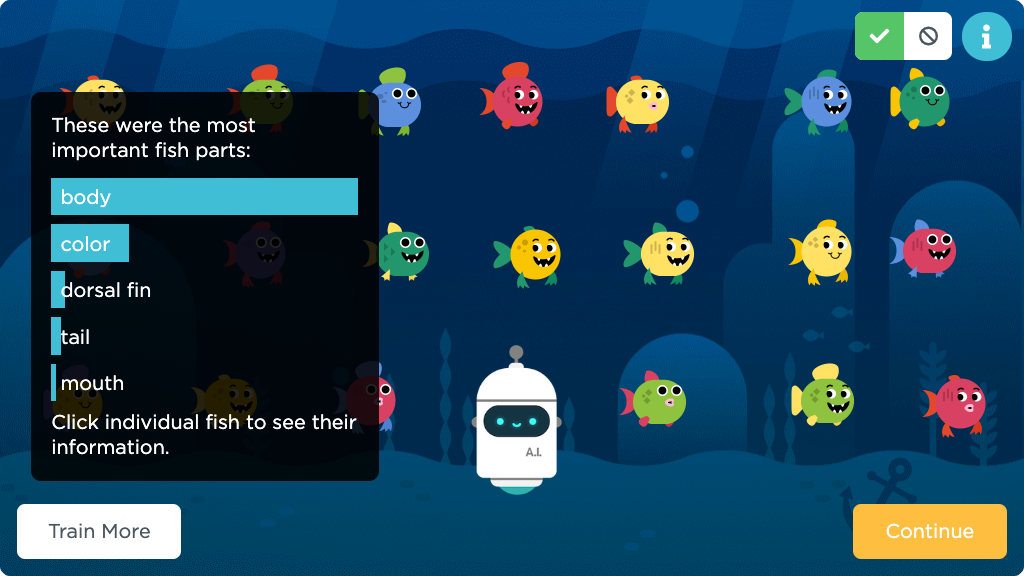 These were the most
important fish parts:
body
color
dorsal fin
tail
mouth
Click individual fish to see their
information.
A.I.
Train More
Continue